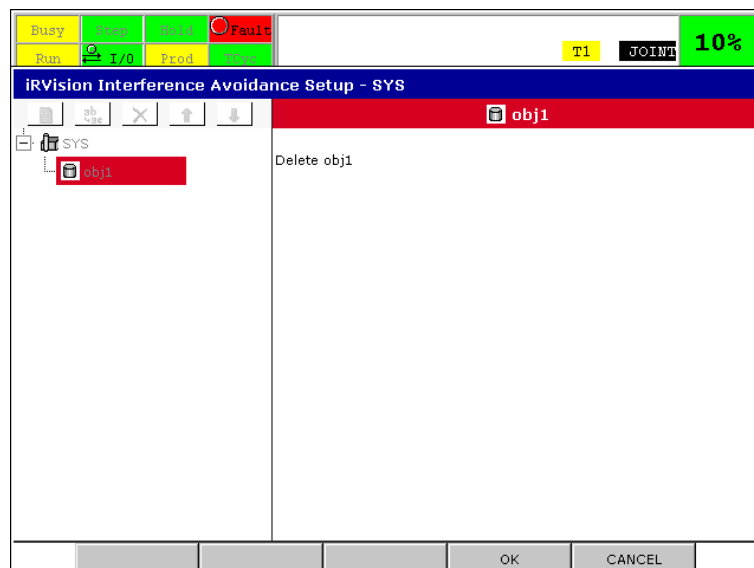 Busy Step Hold Fault
Run I/O Prod TCyc
T1 JOINT 10%
iRVision Interference Avoidance Setup - SYS
obj1
SYS
obj1
Delete obj1
OK CANCEL